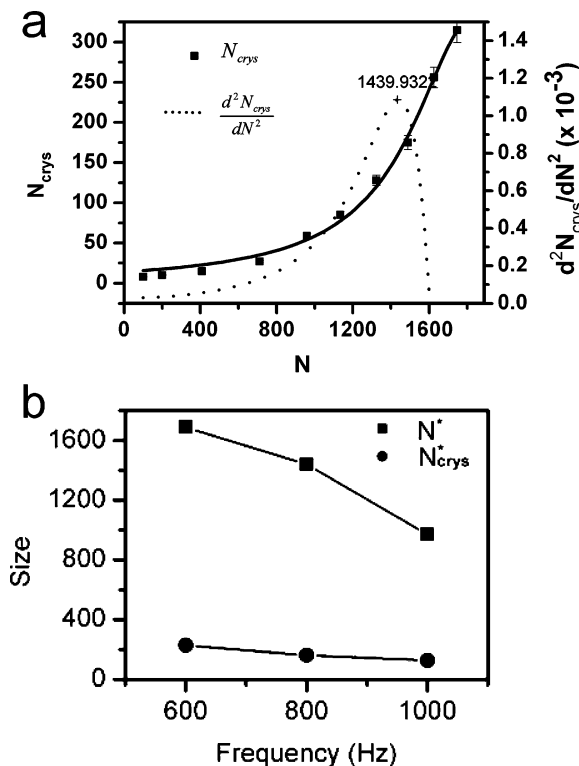 a
N_crys
d²N_crys
dN²
1439.932
300
250
200
150
100
50
0
N_crys
1.4
1.2
1.0
0.8
0.6
0.4
0.2
0.0
d²N_crys/dN² (x 10⁻³)
0 400 800 1200 1600
N
b
N*
N*crys
1600
1200
800
400
0
Size
600 800 1000
Frequency (Hz)